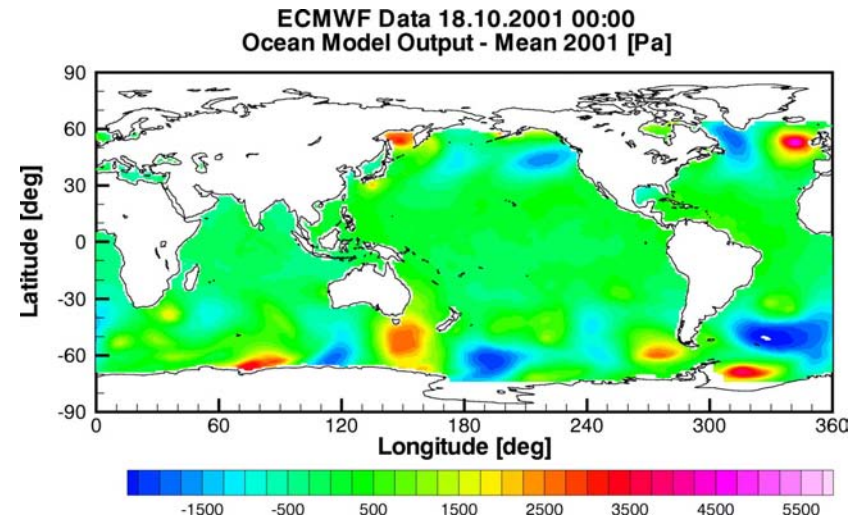 ECMWF Data 18.10.2001 00:00
Ocean Model Output - Mean 2001 [Pa]
90
60
30
0
-30
-60
-90
Latitude [deg]
0 60 120 180 240 300 360
Longitude [deg]
-1500 -500 500 1500 2500 3500 4500 5500